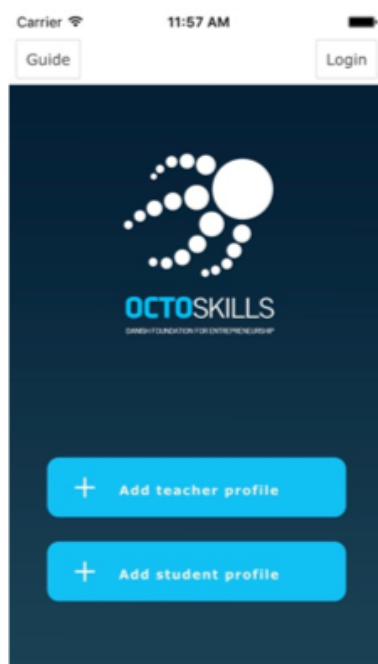 Carrier
11:57 AM
Guide
Login
OCTOSKILLS
DANISH FOUNDATION FOR ENTREPRENEURSHIP
+ Add teacher profile
+ Add student profile